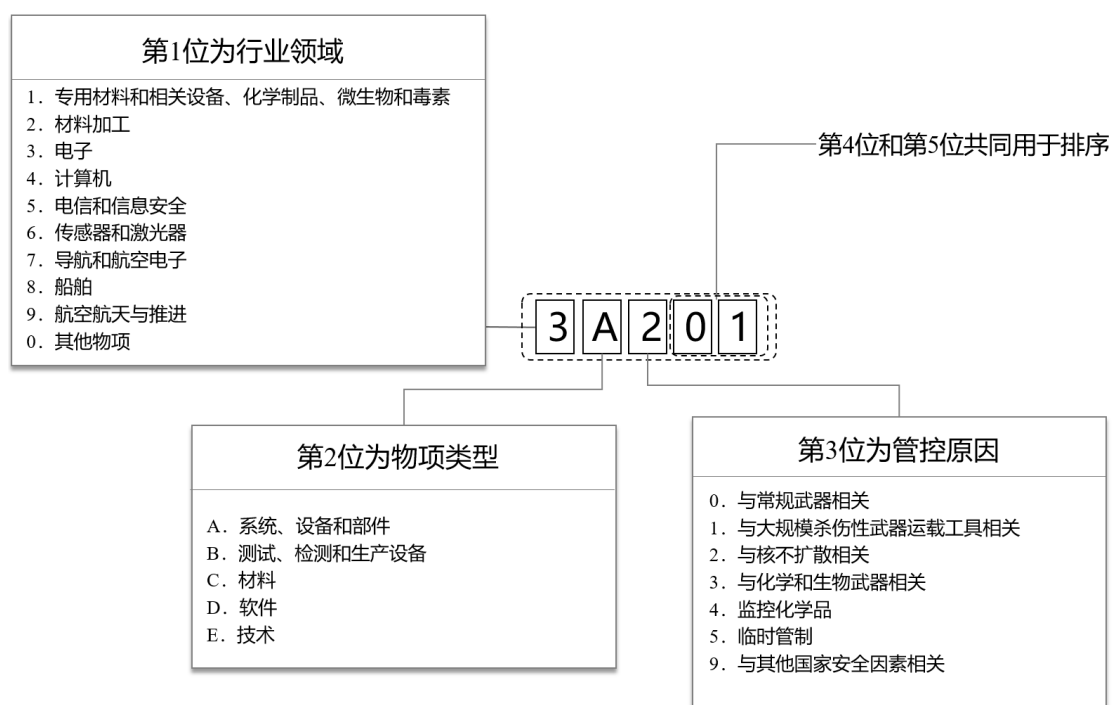 第1位为行业领域
1. 专用材料和相关设备、化学制品、微生物和毒素
2. 材料加工
3. 电子
4. 计算机
5. 电信和信息安全
6. 传感器和激光器
7. 导航和航空电子
8. 船舶
9. 航空航天与推进
0. 其他物项
第4位和第5位共同用于排序
3 A 2 0 1
第2位为物项类型
A. 系统、设备和部件
B. 测试、检测和生产设备
C. 材料
D. 软件
E. 技术
第3位为管控原因
0. 与常规武器相关
1. 与大规模杀伤性武器运载工具相关
2. 与核不扩散相关
3. 与化学和生物武器相关
4. 监控化学品
5. 临时管制
9. 与其他国家安全因素相关